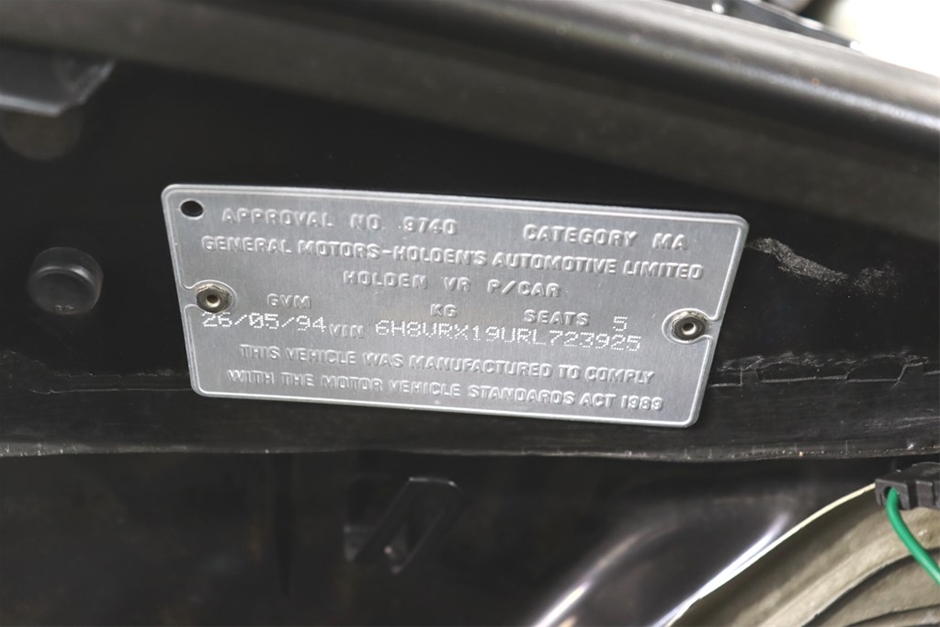 APPROVAL NO. 9740 CATEGORY MA
GENERAL MOTORS-HOLDEN'S AUTOMOTIVE LIMITED
HOLDEN VR P/CAR
GVM KG SEATS 5
26/05/94 VIN 6H8VRX19URL723925
THIS VEHICLE WAS MANUFACTURED TO COMPLY
WITH THE MOTOR VEHICLE STANDARDS ACT 1989